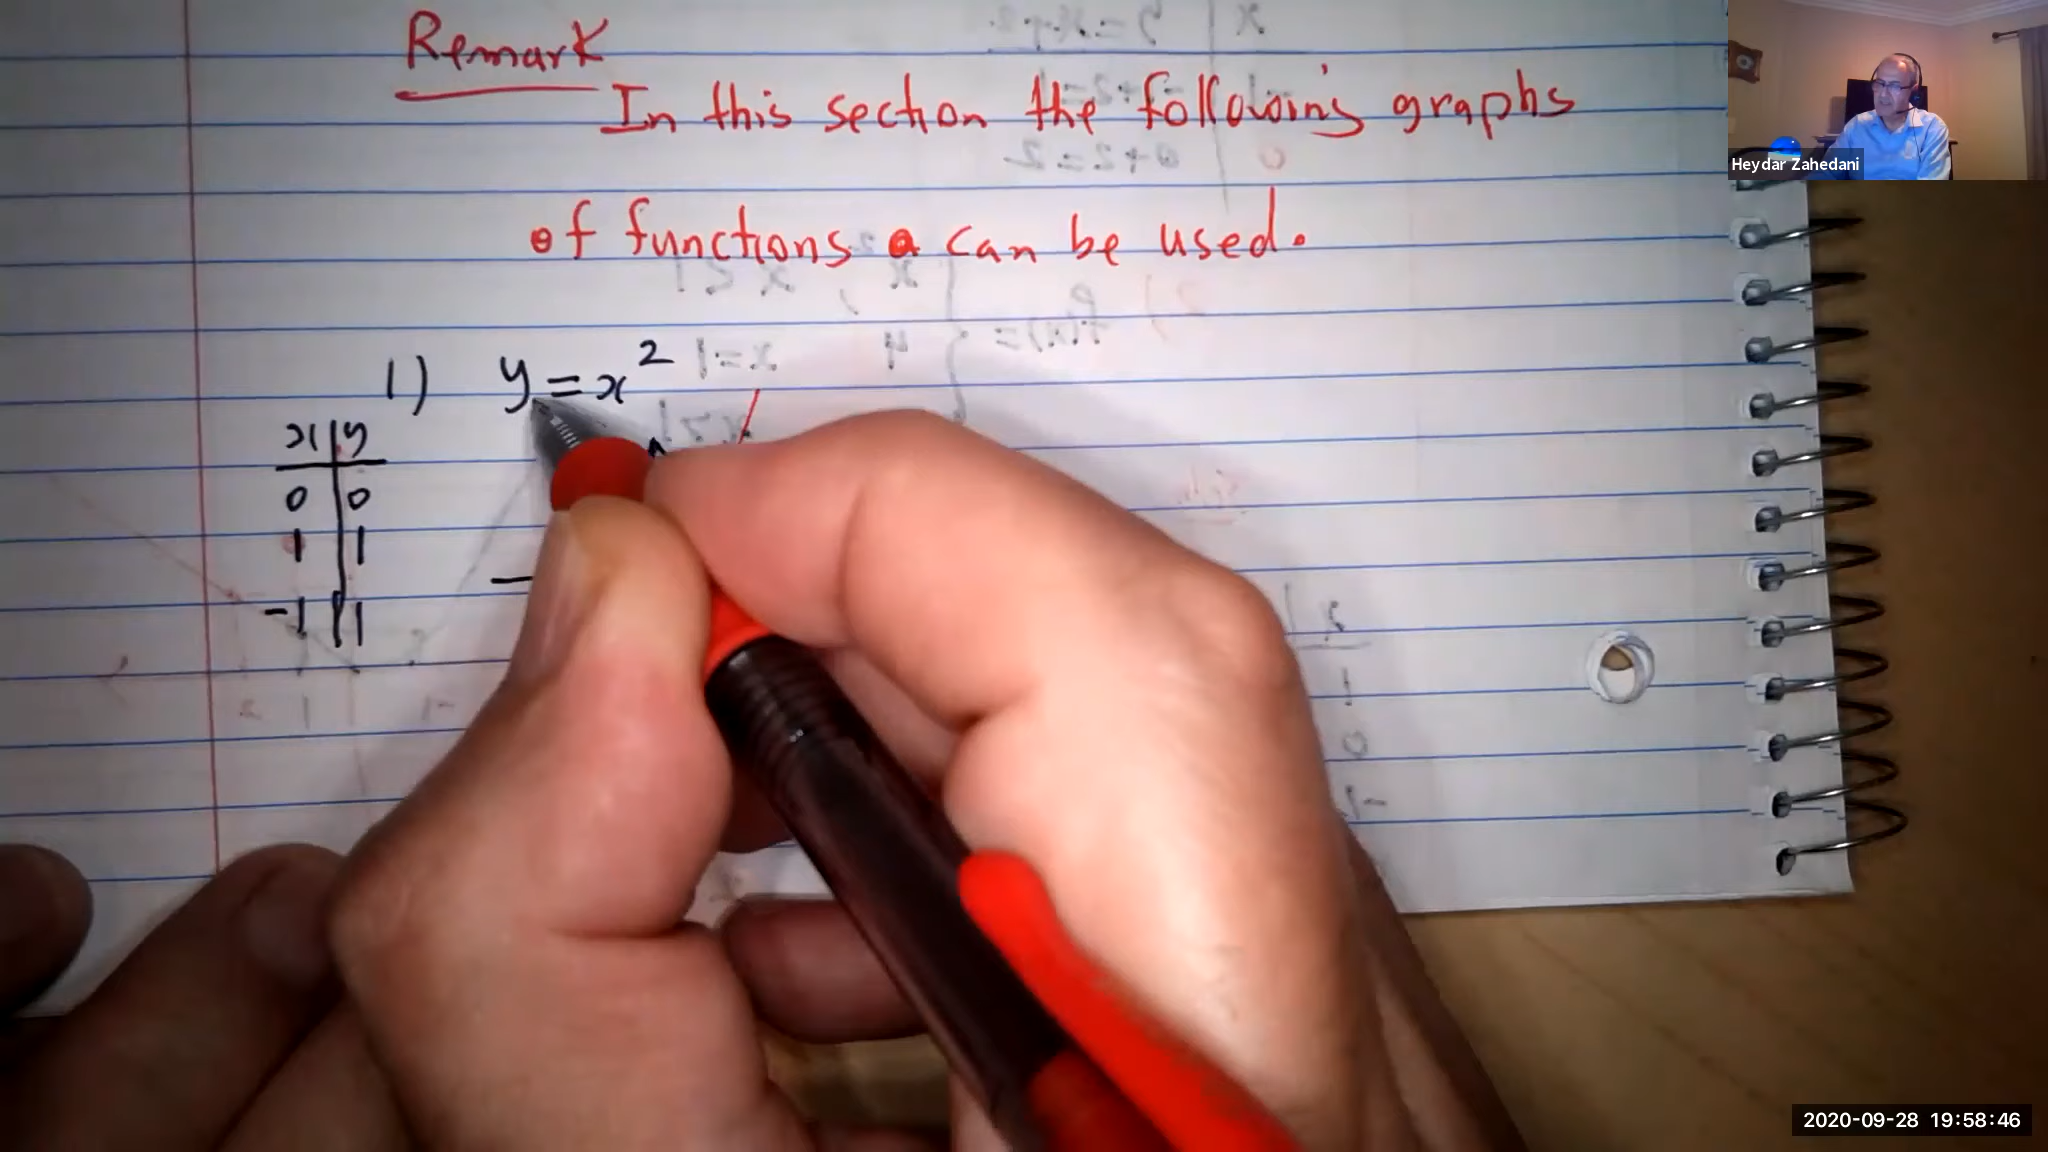 Remark
In this section the following graphs
of functions can be used.
1) y=x²
x y
0 0
1 1
-1 1
Heydar Zahedani
2020-09-28 19:58:46